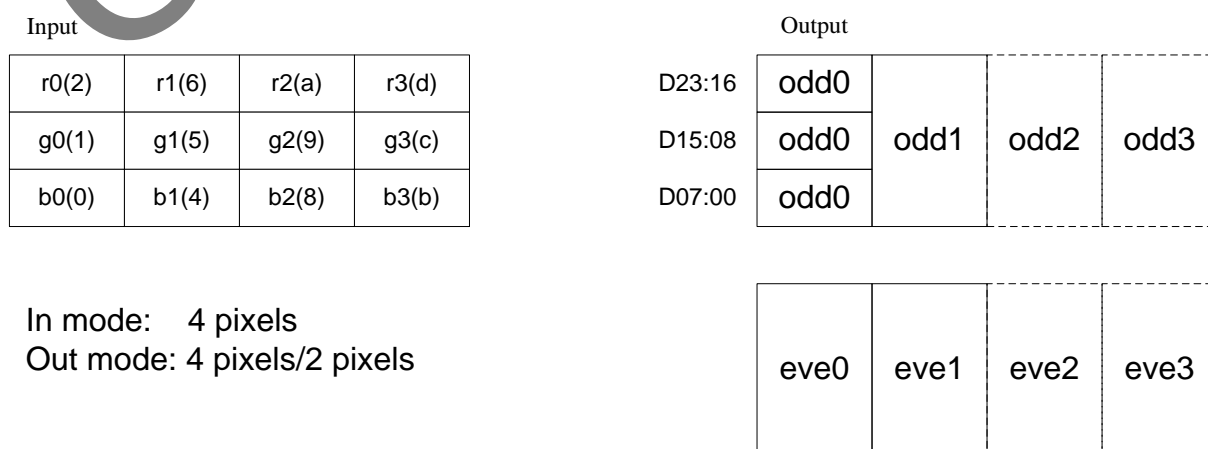 Input
r0(2) r1(6) r2(a) r3(d)
g0(1) g1(5) g2(9) g3(c)
b0(0) b1(4) b2(8) b3(b)
In mode: 4 pixels
Out mode: 4 pixels/2 pixels
Output
D23:16 odd0
D15:08 odd0 odd1 odd2 odd3
D07:00 odd0
eve0 eve1 eve2 eve3